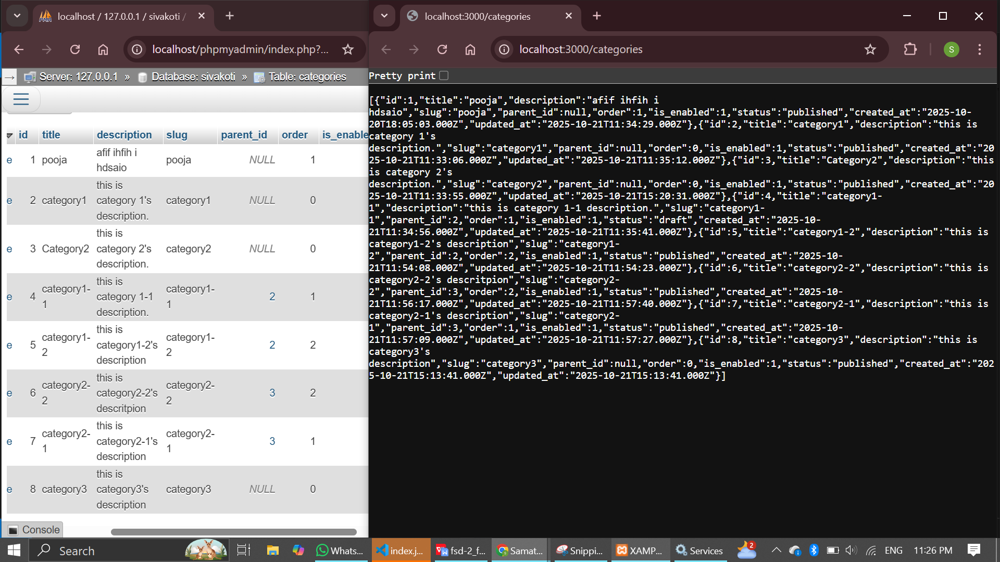 localhost / 127.0.0.1 / sivakoti /
localhost:3000/categories
localhost/phpmyadmin/index.php?...
localhost:3000/categories
S
Server: 127.0.0.1 » Database: sivakoti » Table: categories
id title description slug parent_id order is_enable
e 1 pooja afif ihfih i hdsaio pooja NULL 1
e 2 category1 this is category 1's description. category1 NULL 0
e 3 Category2 this is category 2's description. category2 NULL 0
e 4 category1-1 this is category 1-1 description. category1-1 2 1
e 5 category1-2 this is category1-2's description category1-2 2 2
e 6 category2-2 this is category2-2's descritpion category2-2 3 2
e 7 category2-1 this is category2-1's description category2-1 3 1
e 8 category3 this is category3's description category3 NULL 0
Console
Pretty print
[{"id":1,"title":"pooja","description":"afif ihfih i
hdsaio","slug":"pooja","parent_id":null,"order":1,"is_enabled":1,"status":"published","created_at":"2025-10-
20T18:05:03.000Z","updated_at":"2025-10-21T11:34:29.000Z"},{"id":2,"title":"category1","description":"this is
category 1's
description.","slug":"category1","parent_id":null,"order":0,"is_enabled":1,"status":"published","created_at":"20
25-10-21T11:33:06.000Z","updated_at":"2025-10-21T11:35:12.000Z"},{"id":3,"title":"Category2","description":"this
is category 2's
description.","slug":"category2","parent_id":null,"order":0,"is_enabled":1,"status":"published","created_at":"20
25-10-21T11:33:55.000Z","updated_at":"2025-10-21T15:20:31.000Z"},{"id":4,"title":"category1-
1","description":"this is category 1-1 description.","slug":"category1-
1","parent_id":2,"order":1,"is_enabled":1,"status":"draft","created_at":"2025-10-
21T11:34:56.000Z","updated_at":"2025-10-21T11:35:41.000Z"},{"id":5,"title":"category1-2","description":"this is
category1-2's description","slug":"category1-
2","parent_id":2,"order":2,"is_enabled":1,"status":"published","created_at":"2025-10-
21T11:54:08.000Z","updated_at":"2025-10-21T11:54:23.000Z"},{"id":6,"title":"category2-2","description":"this is
category2-2's descritpion","slug":"category2-
2","parent_id":3,"order":2,"is_enabled":1,"status":"published","created_at":"2025-10-
21T11:56:17.000Z","updated_at":"2025-10-21T11:57:40.000Z"},{"id":7,"title":"category2-1","description":"this is
category2-1's description","slug":"category2-
1","parent_id":3,"order":1,"is_enabled":1,"status":"published","created_at":"2025-10-
21T11:57:09.000Z","updated_at":"2025-10-21T11:57:27.000Z"},{"id":8,"title":"category3","description":"this is
category3's
description","slug":"category3","parent_id":null,"order":0,"is_enabled":1,"status":"published","created_at":"202
5-10-21T15:13:41.000Z","updated_at":"2025-10-21T15:13:41.000Z"}]
Search
Whats...
index.j...
fsd-2_f...
Samat...
Snippi...
XAMP...
Services
2
ENG
11:26 PM